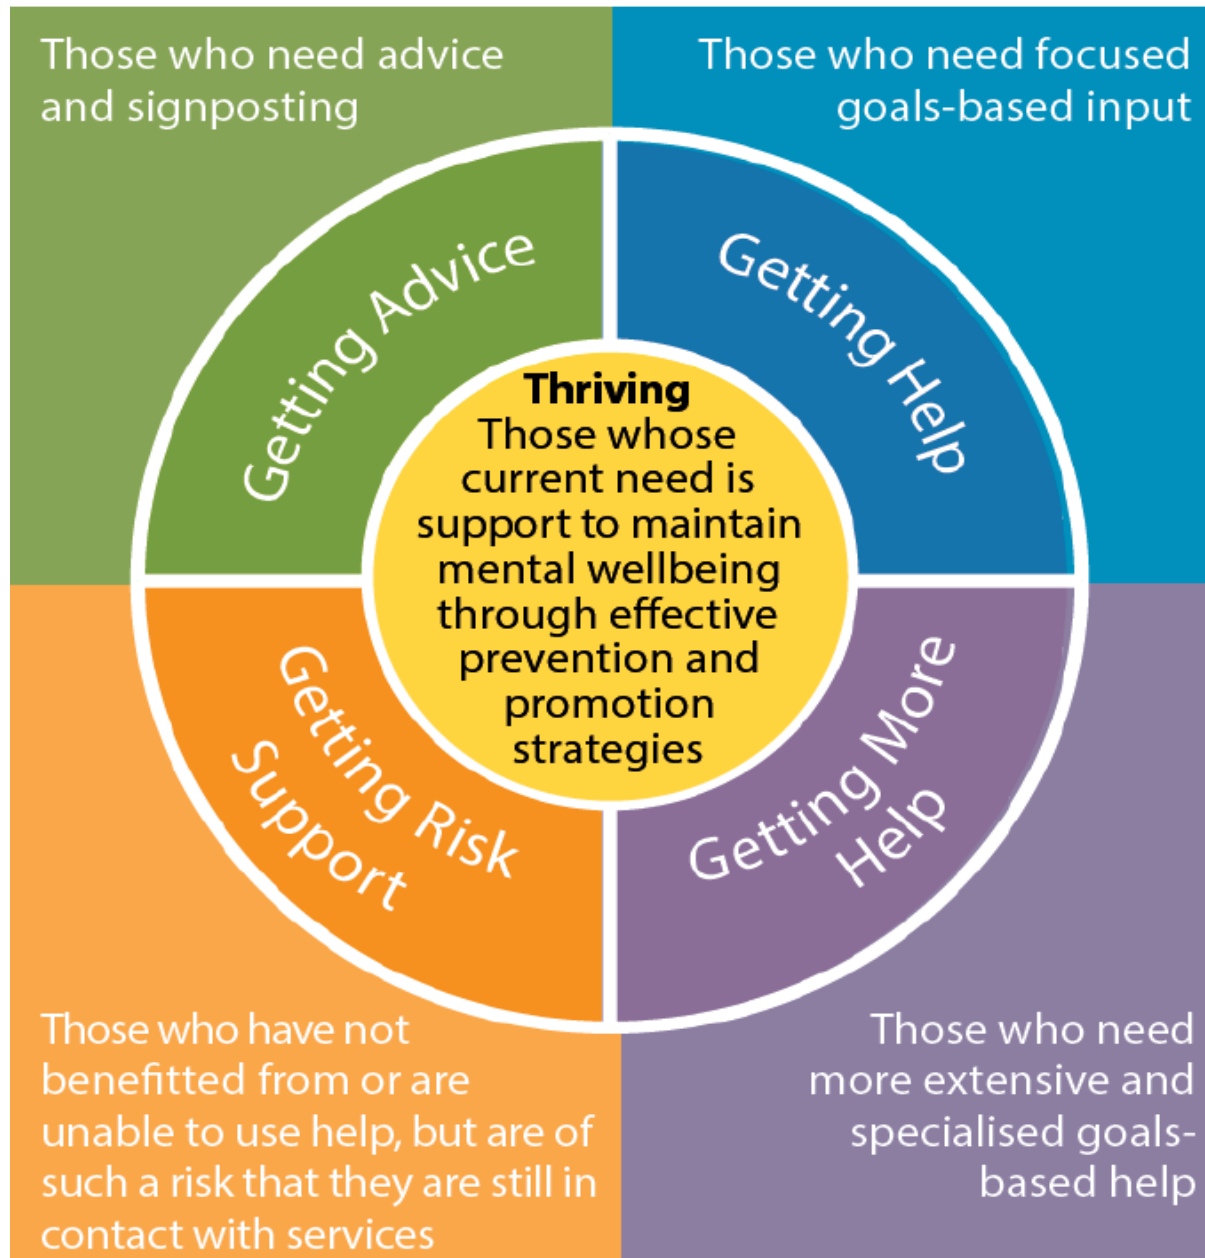 Those who need advice
and signposting
Those who need focused
goals-based input
Getting Advice
Getting Help
Thriving
Those whose
current need is
support to maintain
mental wellbeing
through effective
prevention and
promotion
strategies
Getting Risk
Support
Getting More
Help
Those who have not
benefitted from or are
unable to use help, but are of
such a risk that they are still in
contact with services
Those who need
more extensive and
specialised goals-
based help